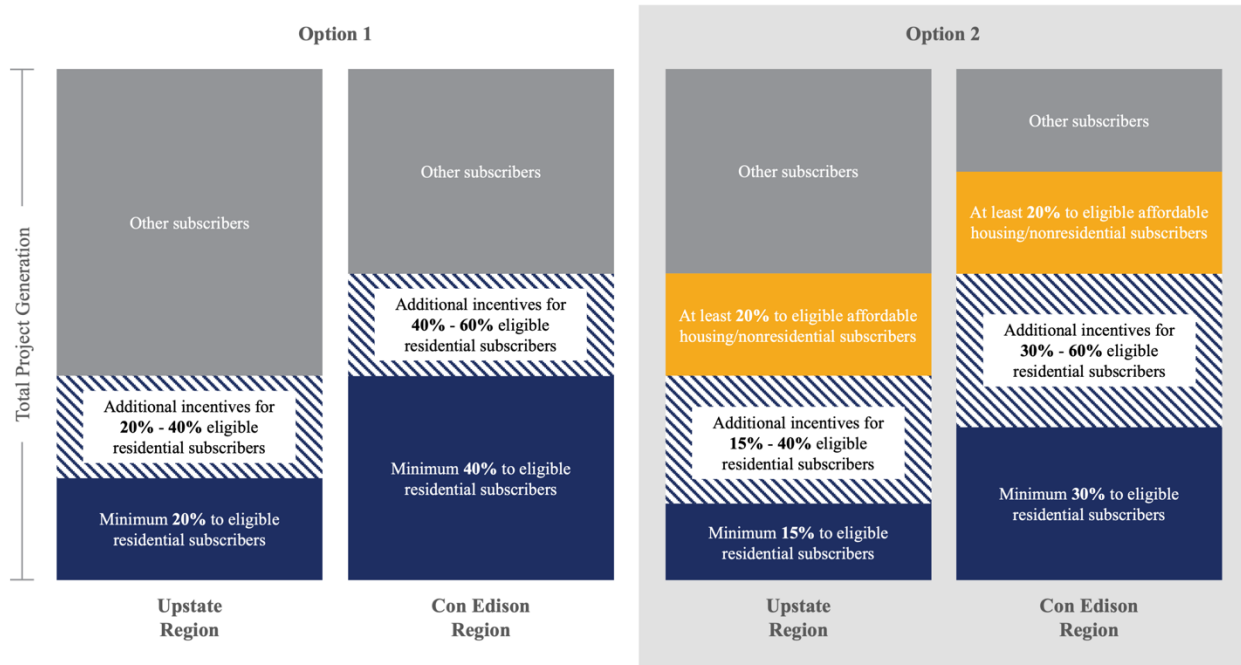 Option 1
Option 2
Total Project Generation
Other subscribers
Additional incentives for
20% - 40% eligible
residential subscribers
Minimum 20% to eligible
residential subscribers
Upstate
Region
Other subscribers
Additional incentives for
40% - 60% eligible
residential subscribers
Minimum 40% to eligible
residential subscribers
Con Edison
Region
Other subscribers
At least 20% to eligible affordable
housing/nonresidential subscribers
Additional incentives for
15% - 40% eligible
residential subscribers
Minimum 15% to eligible
residential subscribers
Upstate
Region
Other subscribers
At least 20% to eligible affordable
housing/nonresidential subscribers
Additional incentives for
30% - 60% eligible
residential subscribers
Minimum 30% to eligible
residential subscribers
Con Edison
Region